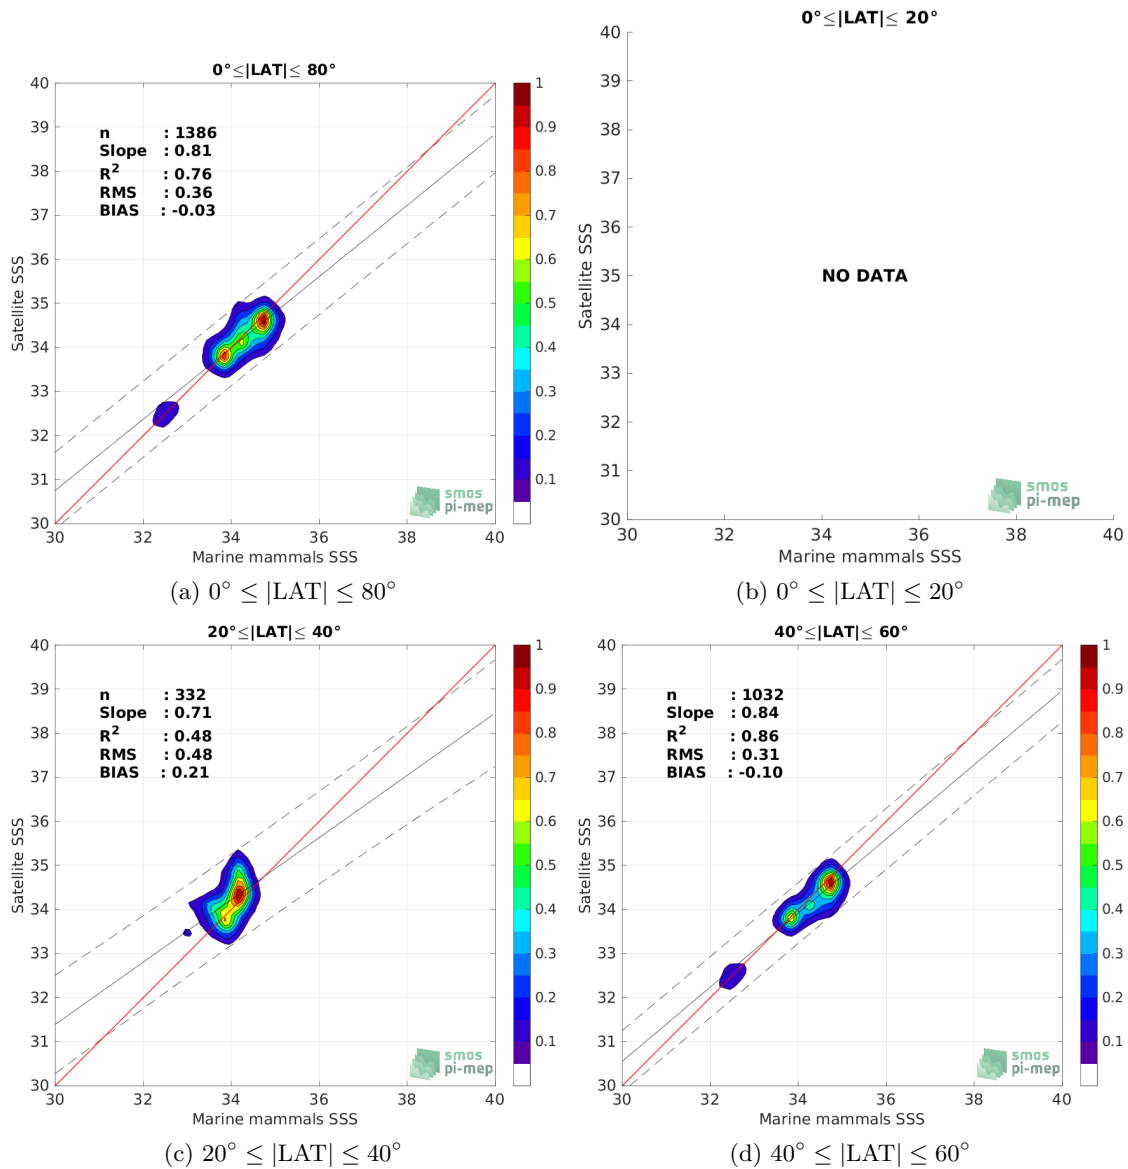 0°≤|LAT|≤ 80°
n : 1386
Slope : 0.81
R² : 0.76
RMS : 0.36
BIAS : -0.03
40
39
38
37
36
35
34
33
32
31
30
Satellite SSS
30 32 34 36 38 40
Marine mammals SSS
1
0.9
0.8
0.7
0.6
0.5
0.4
0.3
0.2
0.1
smos
pi-mep
(a) 0° ≤ |LAT| ≤ 80°
0°≤|LAT|≤ 20°
40
39
38
37
36
35
34
33
32
31
30
Satellite SSS
NO DATA
30 32 34 36 38 40
Marine mammals SSS
smos
pi-mep
(b) 0° ≤ |LAT| ≤ 20°
20°≤|LAT|≤ 40°
n : 332
Slope : 0.71
R² : 0.48
RMS : 0.48
BIAS : 0.21
40
39
38
37
36
35
34
33
32
31
30
Satellite SSS
30 32 34 36 38 40
Marine mammals SSS
1
0.9
0.8
0.7
0.6
0.5
0.4
0.3
0.2
0.1
smos
pi-mep
(c) 20° ≤ |LAT| ≤ 40°
40°≤|LAT|≤ 60°
n : 1032
Slope : 0.84
R² : 0.86
RMS : 0.31
BIAS : -0.10
40
39
38
37
36
35
34
33
32
31
30
Satellite SSS
30 32 34 36 38 40
Marine mammals SSS
1
0.9
0.8
0.7
0.6
0.5
0.4
0.3
0.2
0.1
smos
pi-mep
(d) 40° ≤ |LAT| ≤ 60°